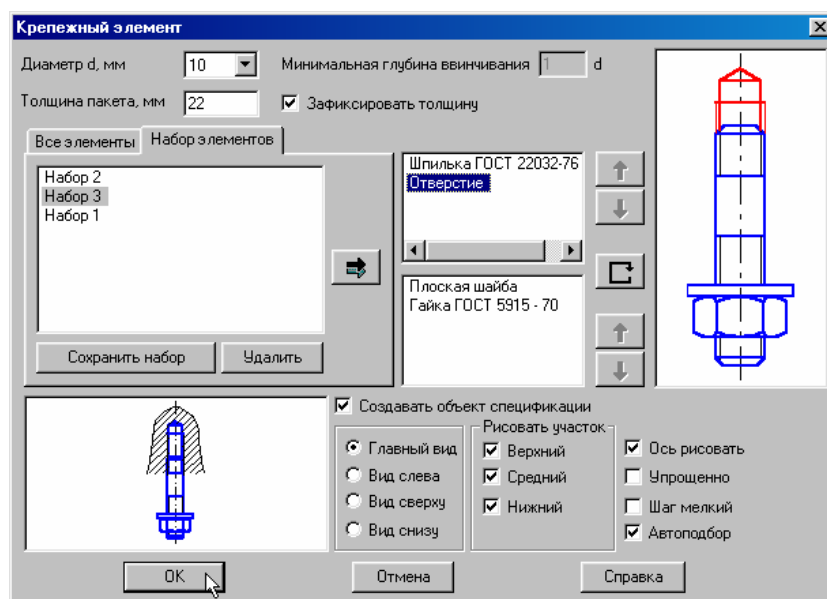 Крепежный элемент
Диаметр d, мм 10 Минимальная глубина ввинчивания 1 d
Толщина пакета, мм 22 Зафиксировать толщину
Все элементы Набор элементов
Набор 2
Набор 3
Набор 1
Шпилька ГОСТ 22032-76
Отверстие
Плоская шайба
Гайка ГОСТ 5915 - 70
Сохранить набор Удалить
Создавать объект спецификации
Главный вид
Вид слева
Вид сверху
Вид снизу
Рисовать участок
Верхний
Средний
Нижний
Ось рисовать
Упрощенно
Шаг мелкий
Автоподбор
OK Отмена Справка